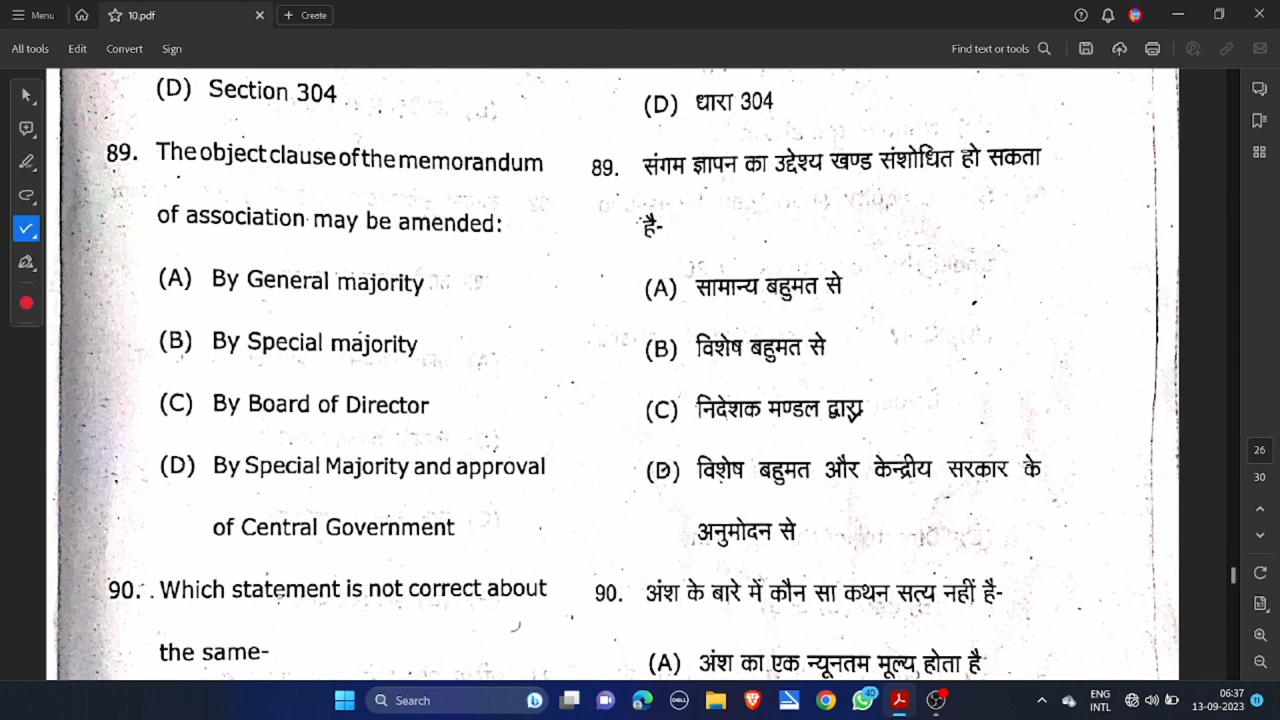 Menu
10.pdf
Create
All tools
Edit
Convert
Sign
Find text or tools
(D) Section 304
89. The object clause of the memorandum
of association may be amended:
(A) By General majority
(B) By Special majority
(C) By Board of Director
(D) By Special Majority and approval
of Central Government
90. Which statement is not correct about
the same-
(D) धारा 304
89. संगम ज्ञापन का उद्देश्य खण्ड संशोधित हो सकता
है-
(A) सामान्य बहुमत से
(B) विशेष बहुमत से
(C) निदेशक मण्डल द्वारा
(D) विशेष बहुमत और केन्द्रीय सरकार के
अनुमोदन से
90. अंश के बारे में कौन सा कथन सत्य नहीं है-
(A) अंश का एक न्यूनतम मूल्य होता है
26
30
Search
DELL
40
ENG
INTL
06:37
13-09-2023